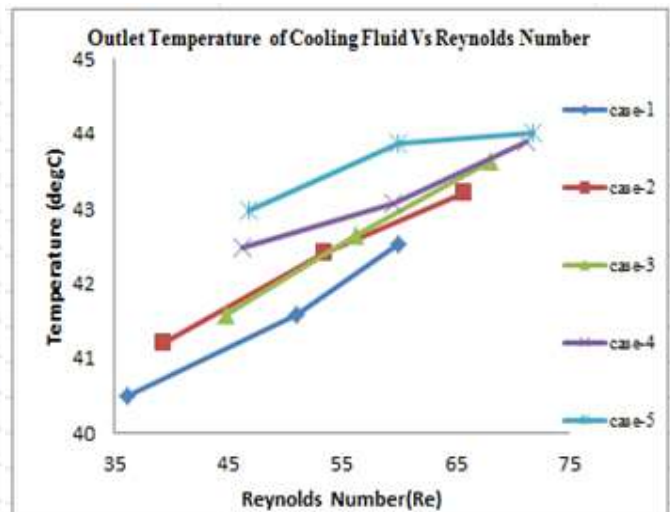 Outlet Temperature of Cooling Fluid Vs Reynolds Number
45
44
43
42
41
40
Temperature (degC)
35 45 55 65 75
Reynolds Number(Re)
case-1
case-2
case-3
case-4
case-5